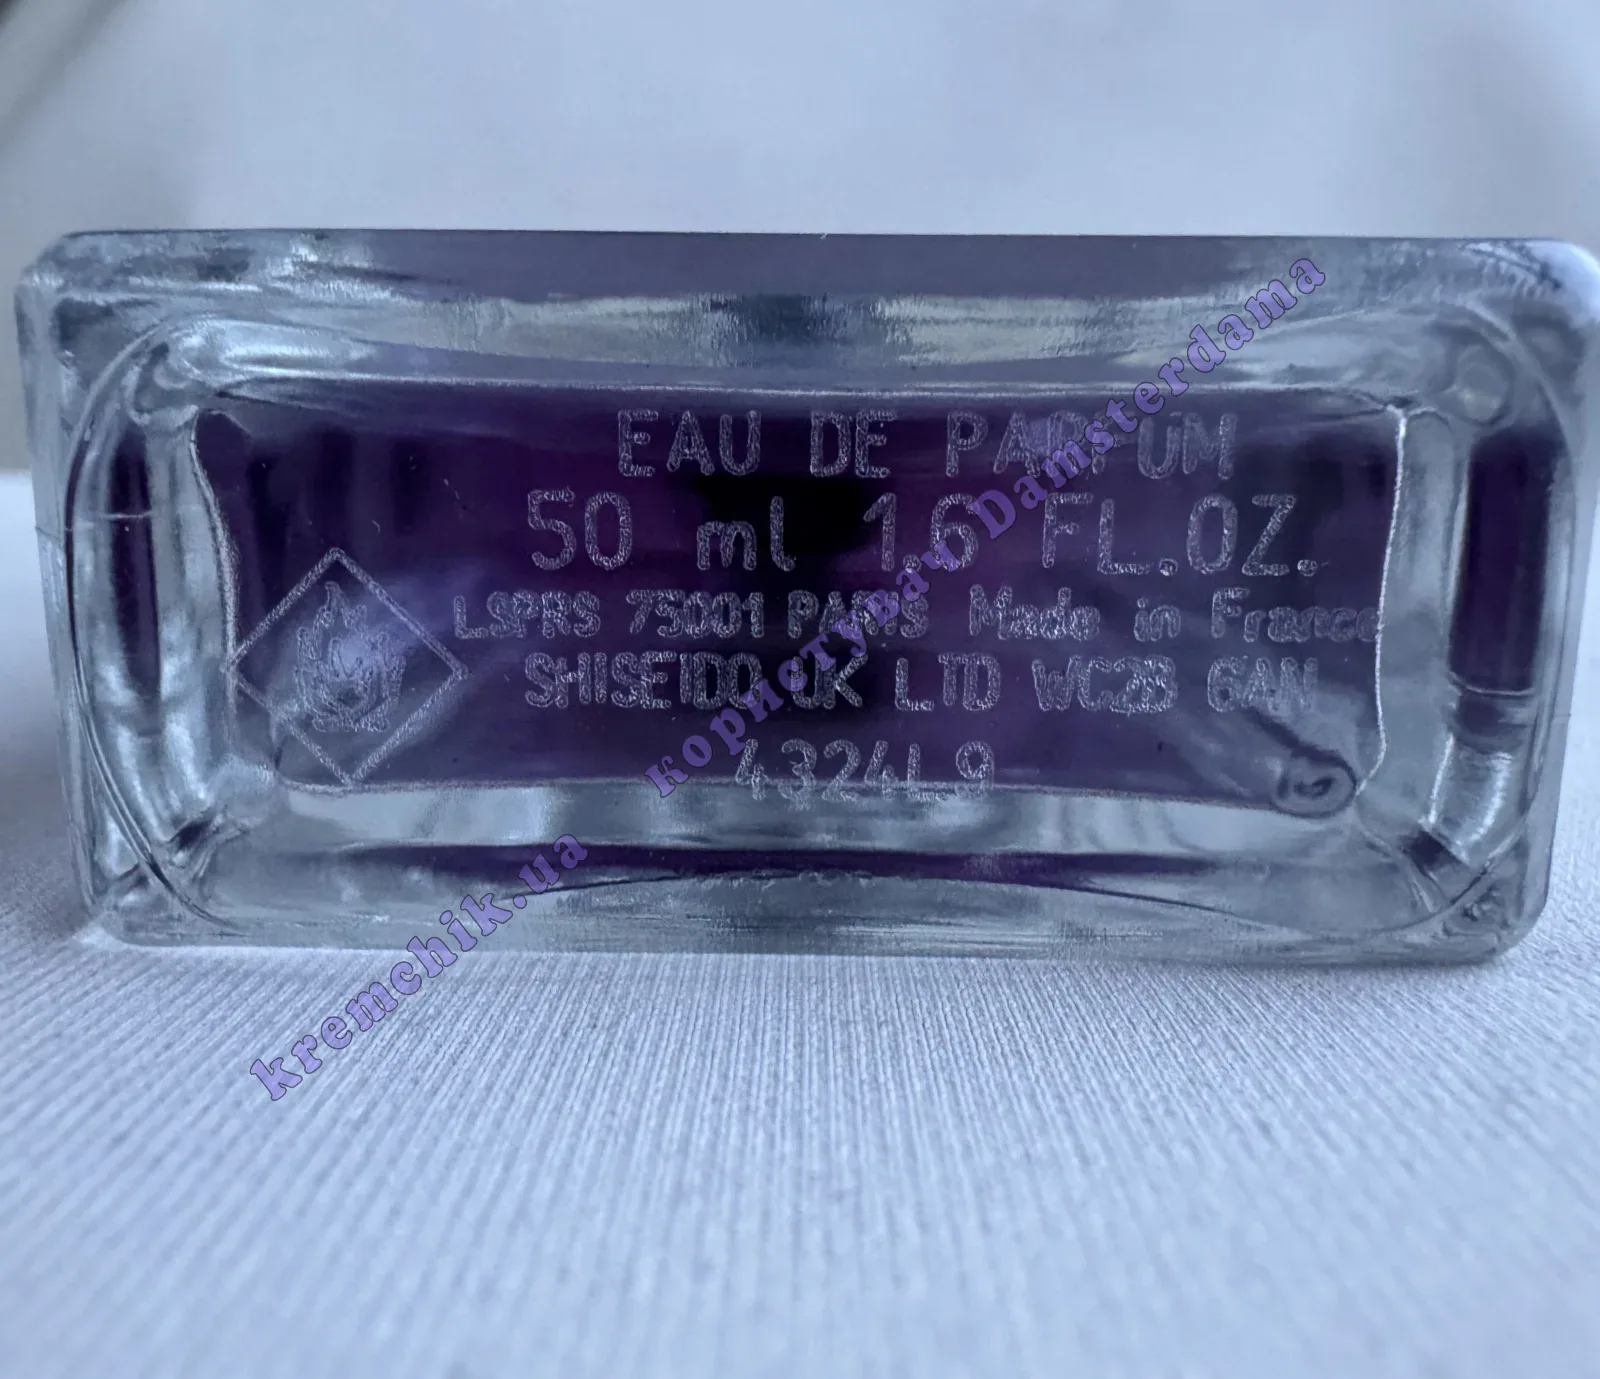 EAU DE PARFUM
50 ml 1.6 FL.OZ.
LSPRS 75001 PARIS Made in France
SHISEIDO UK LTD WC2B 6AN
4324L9
користувач Damsterdama
kremchik.ua